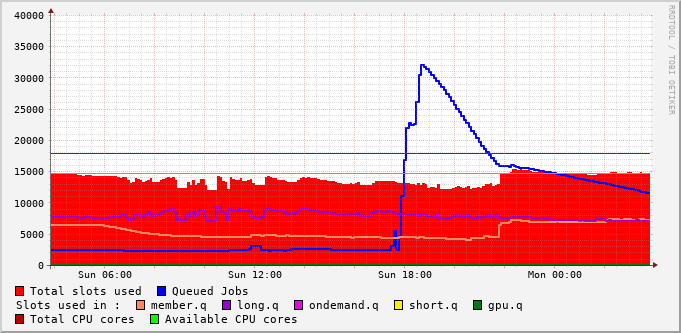 40000
35000
30000
25000
20000
15000
10000
5000
0
Sun 06:00 Sun 12:00 Sun 18:00 Mon 00:00
Total slots used Queued Jobs
Slots used in : member.q long.q ondemand.q short.q gpu.q
Total CPU cores Available CPU cores
RRDTOOL / TOBI OETIKER